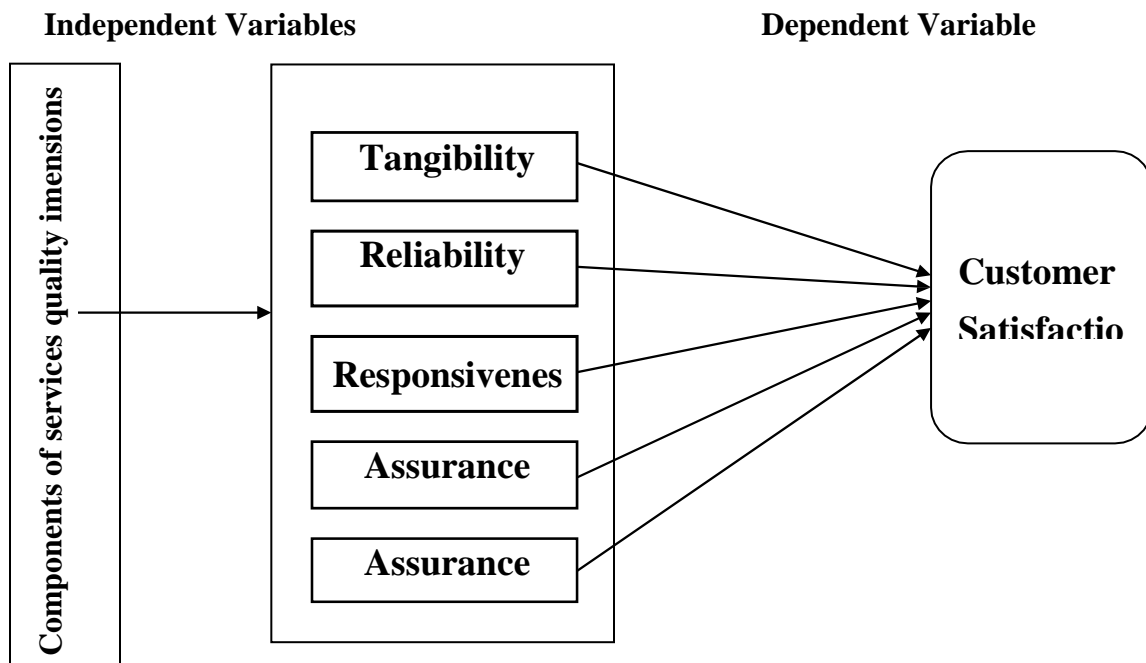 Independent Variables
Dependent Variable
Components of services quality imensions
Tangibility
Reliability
Responsivenes
Assurance
Assurance
Customer
Satisfactio